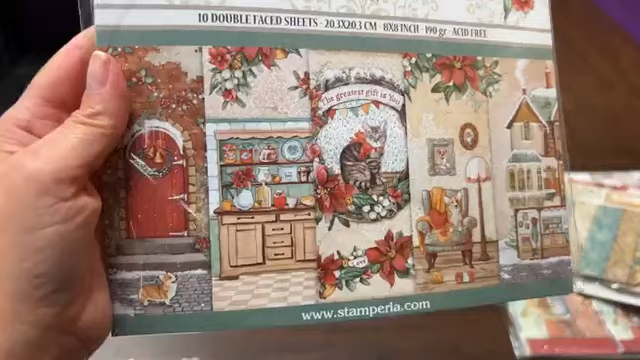 10 DOUBLE FACED SHEETS - 20.3X20.3 CM - 8X8 INCH - 190 gr - ACID FREE
The greatest gift is You!
Love
www.stamperia.com